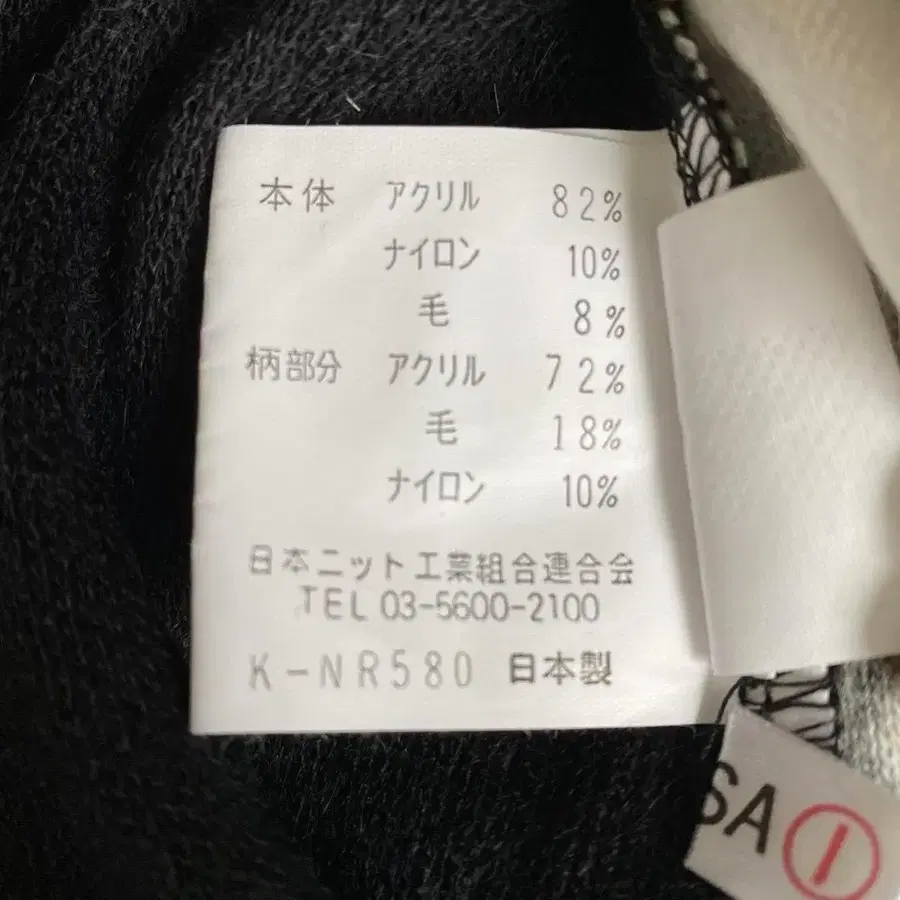 本体 アクリル 82%
ナイロン 10%
毛 8%
柄部分 アクリル 72%
毛 18%
ナイロン 10%
日本ニット工業組合連合会
TEL 03-5600-2100
K-NR580 日本製
SA